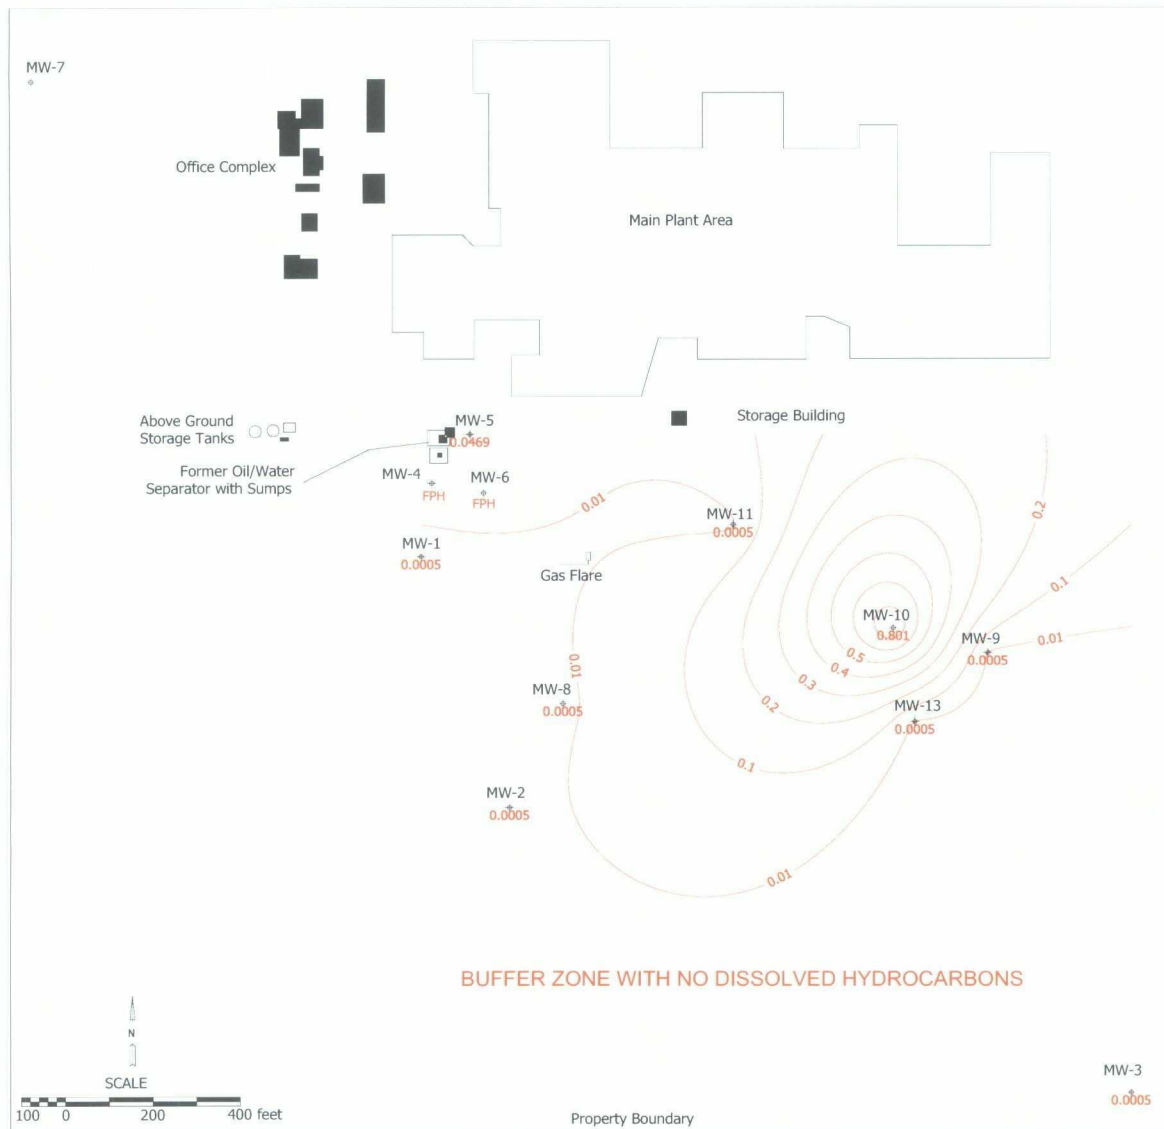 MW-7
Office Complex
Main Plant Area
Above Ground
Storage Tanks
MW-5
0.0469
Storage Building
Former Oil/Water
Separator with Sumps
MW-4
FPH
MW-6
FPH
0.01
MW-11
0.0005
0.2
MW-1
0.0005
Gas Flare
0.1
MW-10
0.801
MW-9
0.0005
0.01
0.5
0.4
0.3
0.2
0.01
MW-8
0.0005
MW-13
0.0005
0.1
MW-2
0.0005
0.01
BUFFER ZONE WITH NO DISSOLVED HYDROCARBONS
N
SCALE
100 0 200 400 feet
Property Boundary
MW-3
0.0005